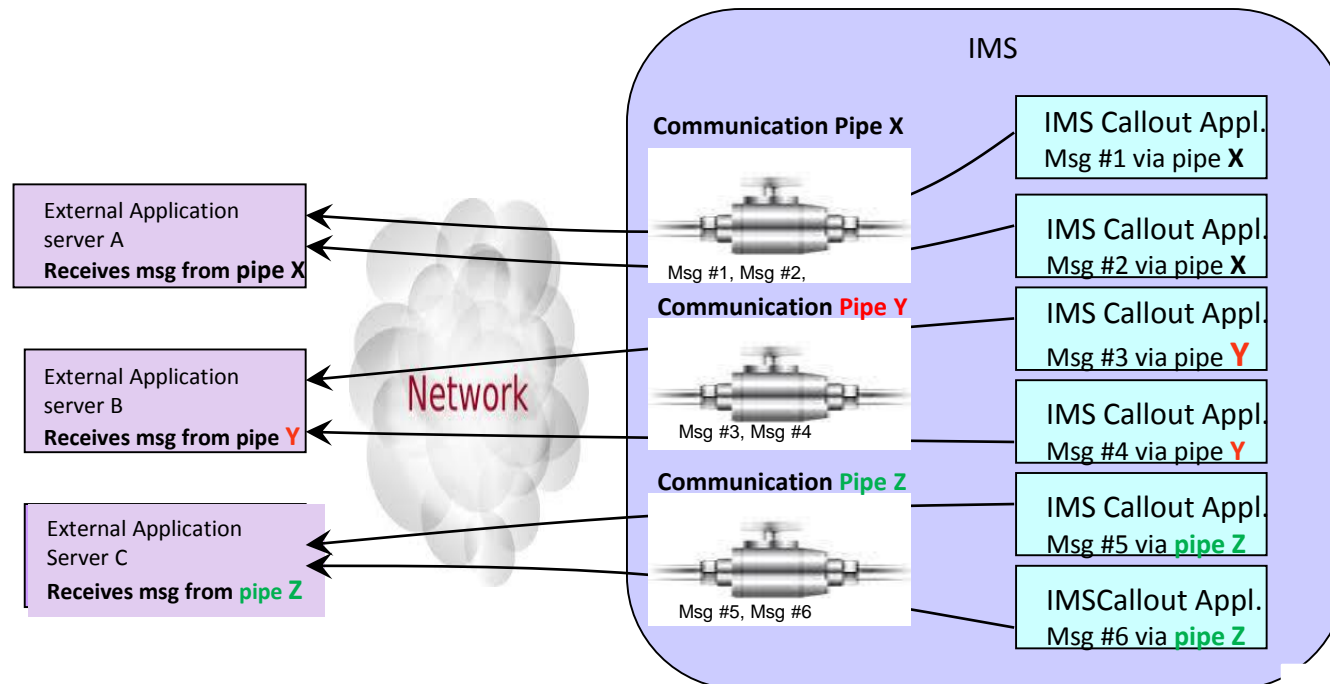 IMS
Communication Pipe X
Msg #1, Msg #2,
Communication Pipe Y
Msg #3, Msg #4
Communication Pipe Z
Msg #5, Msg #6
IMS Callout Appl.
Msg #1 via pipe X
IMS Callout Appl.
Msg #2 via pipe X
IMS Callout Appl.
Msg #3 via pipe Y
IMS Callout Appl.
Msg #4 via pipe Y
IMS Callout Appl.
Msg #5 via pipe Z
IMSCallout Appl.
Msg #6 via pipe Z
Network
External Application
server A
Receives msg from pipe X
External Application
server B
Receives msg from pipe Y
External Application
Server C
Receives msg from pipe Z